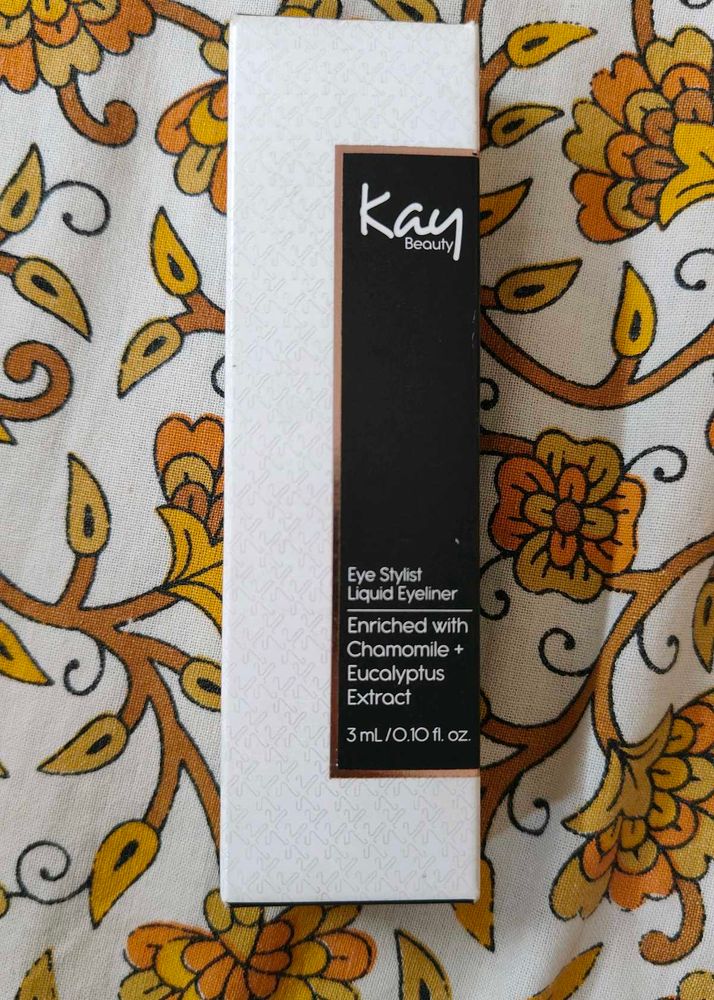 Kay
Beauty
Eye Stylist
Liquid Eyeliner
Enriched with
Chamomile +
Eucalyptus
Extract
3 mL/0.10 fl. oz.